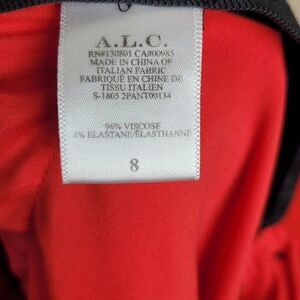 A.L.C.
RN#130801 CA#00985
MADE IN CHINA OF
ITALIAN FABRIC
FABRIQUÉ EN CHINE DE
TISSU ITALIEN
S-1805 2PANT00134
96% VISCOSE
4% ELASTANE/ELASTHANNE
8